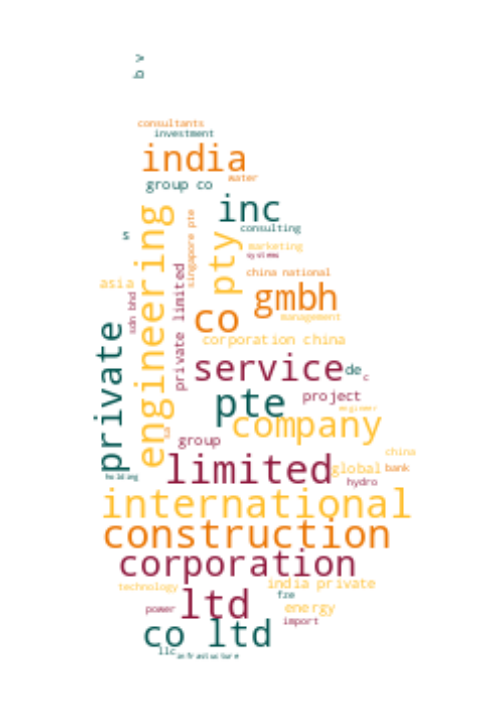 b v
consultants
investment
india
water
group co
inc
consulting
s
engineering
singapore pte
pty
marketing
systems
china national
asia
sdn bhd
private limited
gmbh
co
management
corporation china
private
service
de
c
pte
project
engineer
company
group
limited
global
china
bank
holding
hydro
international
construction
corporation
technology
india private
fze
power
ltd
energy
import
co ltd
llc
infrastucture